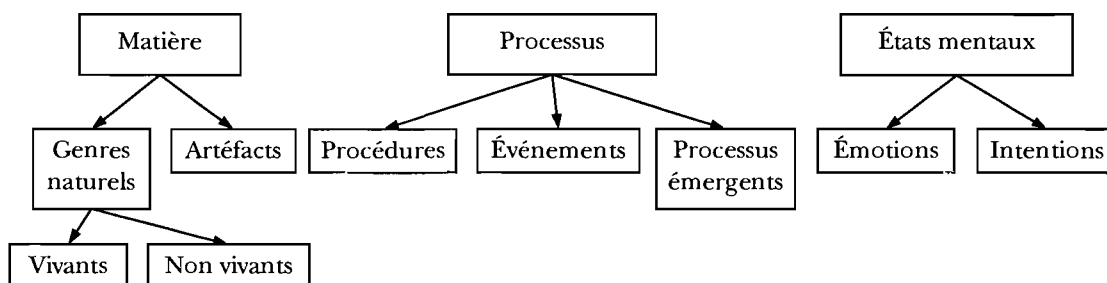 Matière
Processus
États mentaux
Genres
naturels
Artéfacts
Procédures
Événements
Processus
émergents
Émotions
Intentions
Vivants
Non vivants